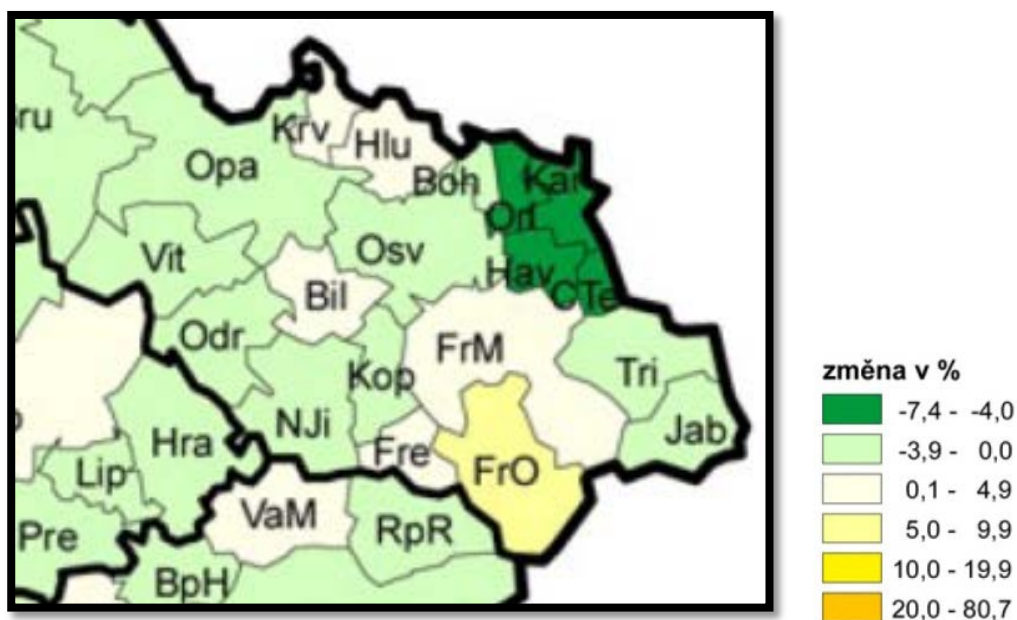 ru
Krv
Hlu
Opa
Boh
Kar
Orl
Vit
Osv
Hav
CTe
Bil
Odr
FrM
Kop
Tri
NJi
Jab
Hra
Fre
Lip
FrO
VaM
Pre
RpR
BpH
změna v %
-7,4 - -4,0
-3,9 - 0,0
0,1 - 4,9
5,0 - 9,9
10,0 - 19,9
20,0 - 80,7